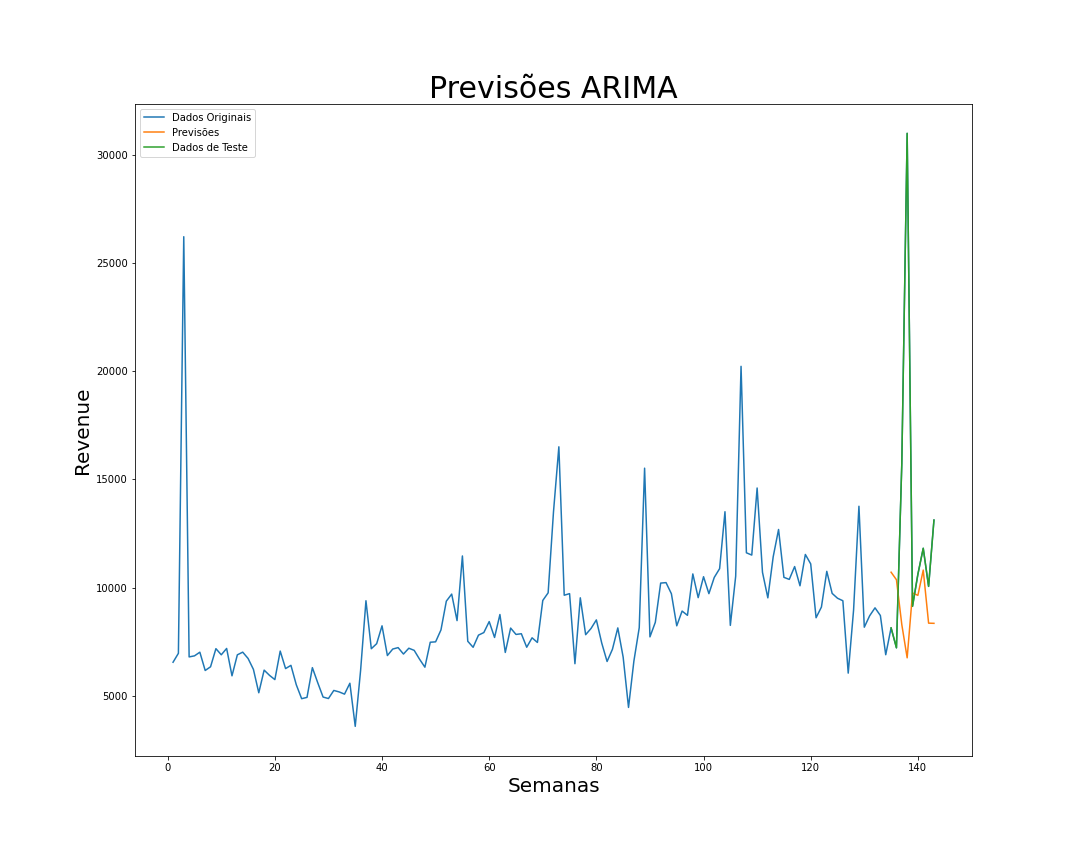 Previsões ARIMA
Dados Originais
Previsões
Dados de Teste
30000
25000
20000
15000
10000
5000
Revenue
0 20 40 60 80 100 120 140
Semanas